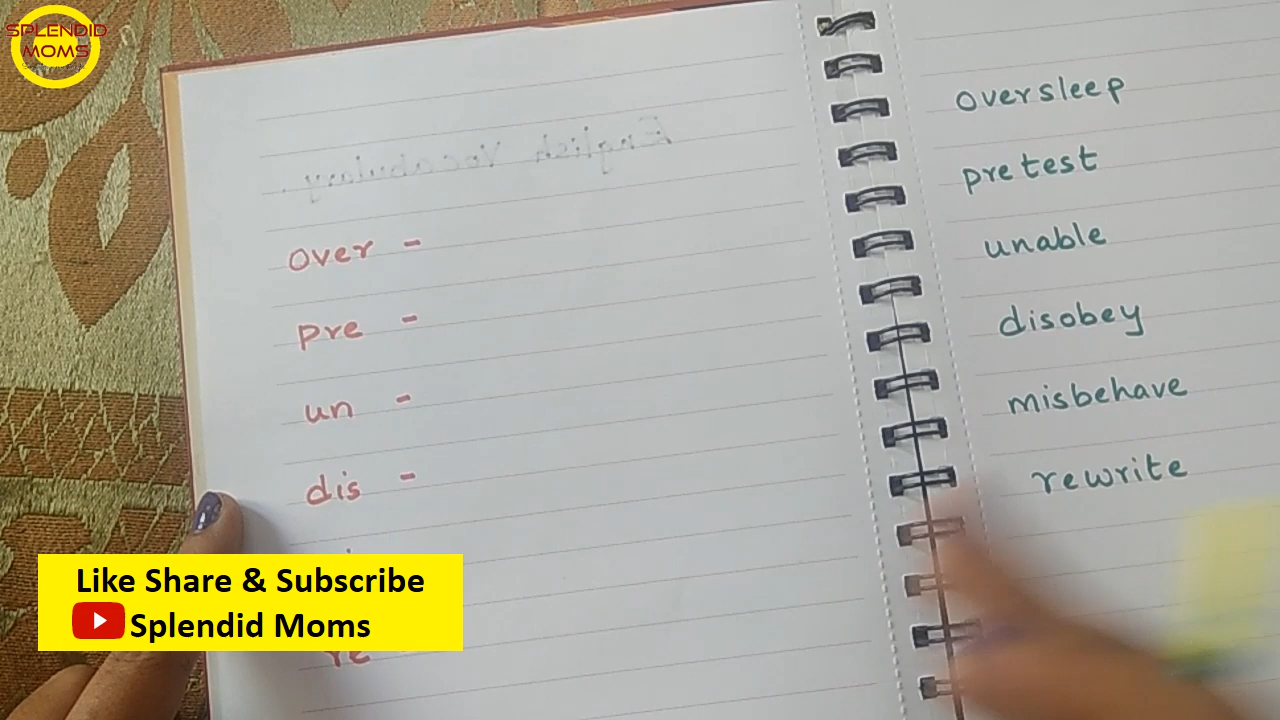 SPLENDID
MOMS
English Vocabulary.
over -
pre -
un -
dis -
re
oversleep
pretest
unable
disobey
misbehave
rewrite
Like Share & Subscribe
Splendid Moms